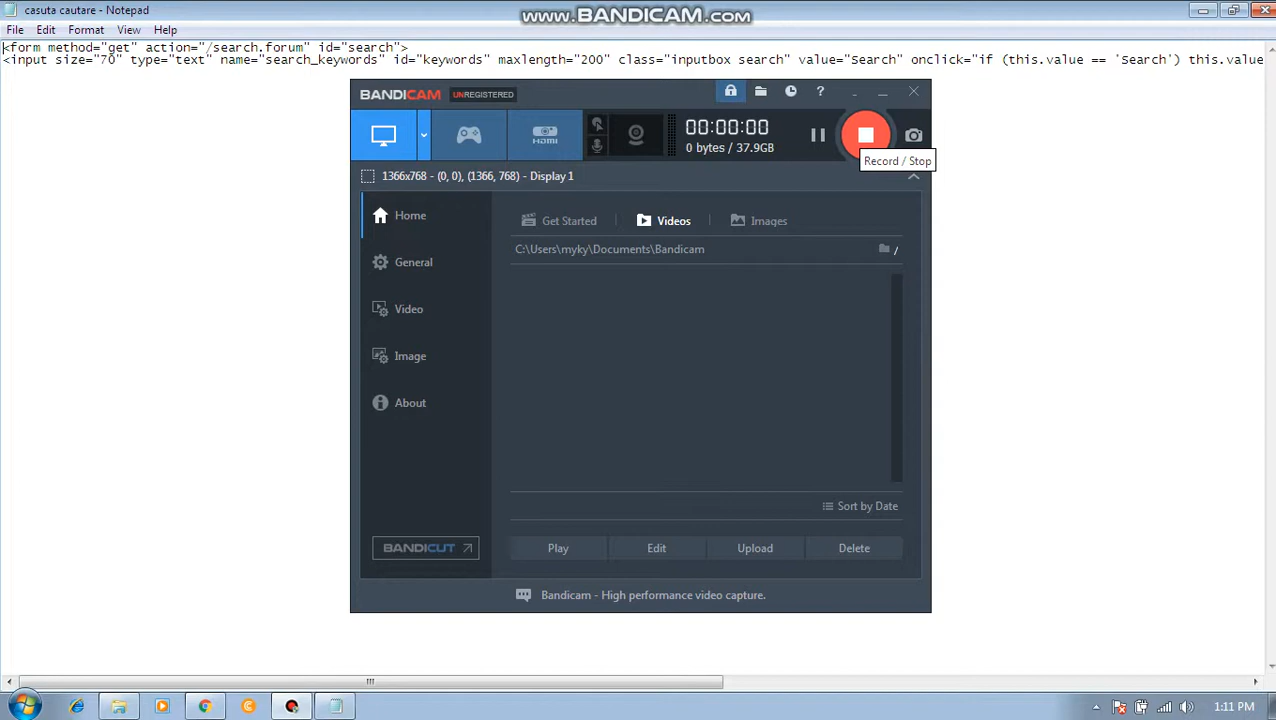 casuta cautare - Notepad
www.BANDICAM.com
File Edit Format View Help
<form method="get" action="/search.forum" id="search">
<input size="70" type="text" name="search_keywords" id="keywords" maxlength="200" class="inputbox search" value="Search" onclick="if (this.value == 'Search') this.value
BANDICAM UNREGISTERED
HDMI
00:00:00
0 bytes / 37.9GB
Record / Stop
1366x768 - (0, 0), (1366, 768) - Display 1
Home
General
Video
Image
About
Get Started
Videos
Images
C:\Users\myky\Documents\Bandicam
/
Sort by Date
BANDICUT
Play
Edit
Upload
Delete
Bandicam - High performance video capture.
1:11 PM